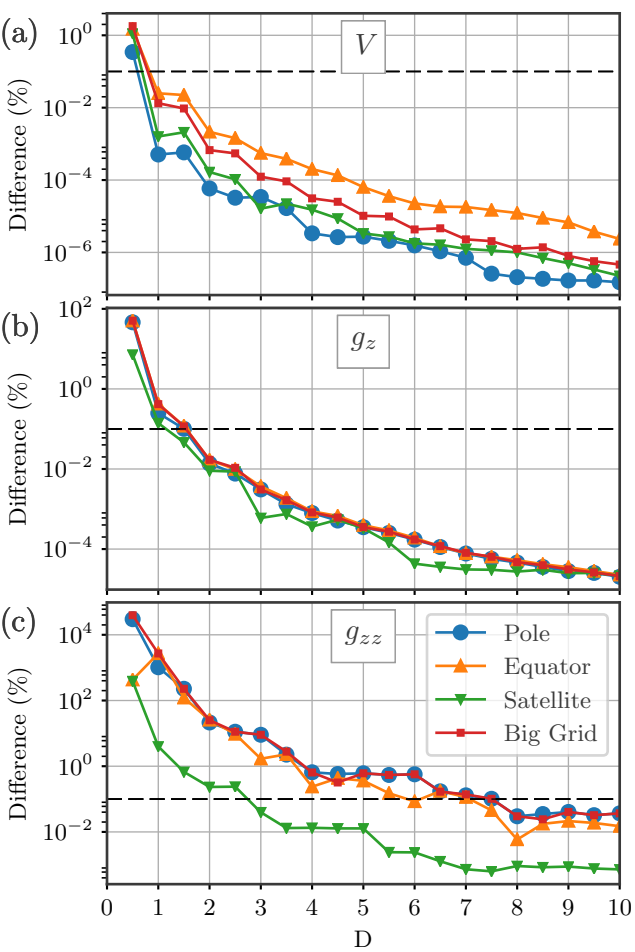 (a)
V
Difference (%)
10^0
10^-2
10^-4
10^-6
(b)
g_z
Difference (%)
10^2
10^0
10^-2
10^-4
(c)
g_zz
Difference (%)
10^4
10^2
10^0
10^-2
Pole
Equator
Satellite
Big Grid
0 1 2 3 4 5 6 7 8 9 10
D